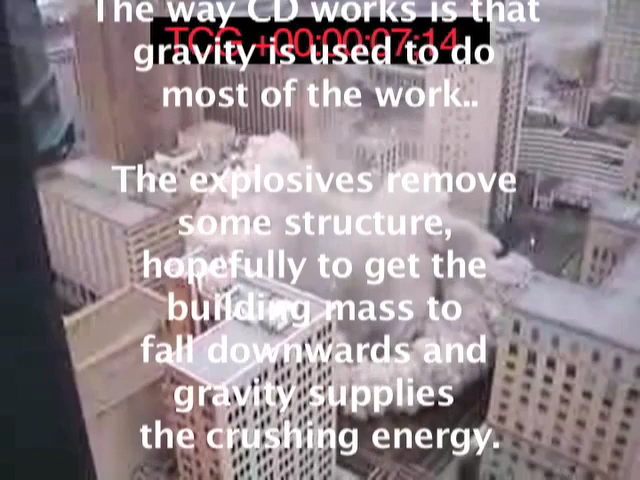 The way CD works is that
TCG +00:00:07;14
gravity is used to do
most of the work..
The explosives remove
some structure,
hopefully to get the
building mass to
fall downwards and
gravity supplies
the crushing energy.